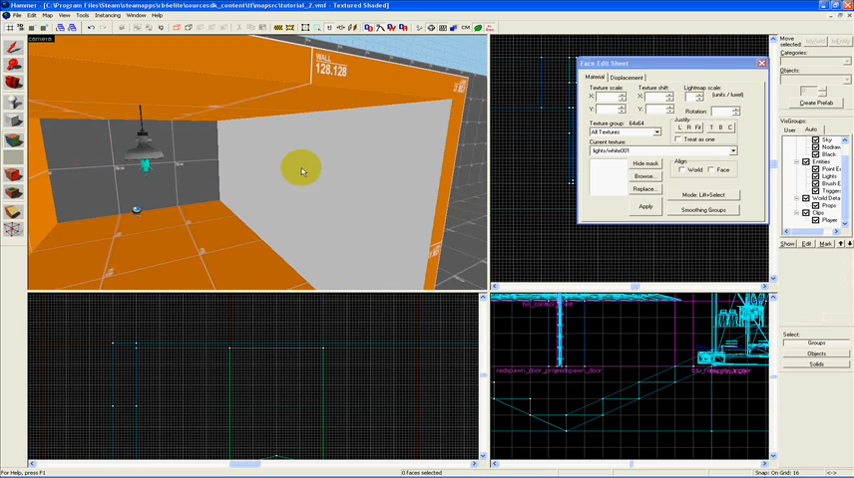 Hammer - [C:\Program Files\Steam\steamapps\rb6elite\sourcesdk_content\tf\mapsrc\tutorial_2.vmf - Textured Shaded]
File Edit Map View Tools Instancing Window Help
camera
WALL
128.128
Face Edit Sheet
Material Displacement
Texture scale: Texture shift: Lightmap scale:
X: X: (units / luxel)
Y: Y: Rotation:
Texture group: 64x64 Justify
All Textures L R Fit T B C
Current texture: Treat as one
lights/white001
Hide mask Align
Browse... World Face
Replace...
Mode: Lift+Select
Apply Smoothing Groups
Move selected:
Categories:
Objects:
Create Prefab
VisGroups:
User Auto
Sky
Nodraw
Black
Entities
Point E
Lights
Brush E
Triggers
World Deta
Props
Clips
Player
Show Edit Mark
Select:
Groups
Objects
Solids
For Help, press F1 0 faces selected Snap: On Grid: 16